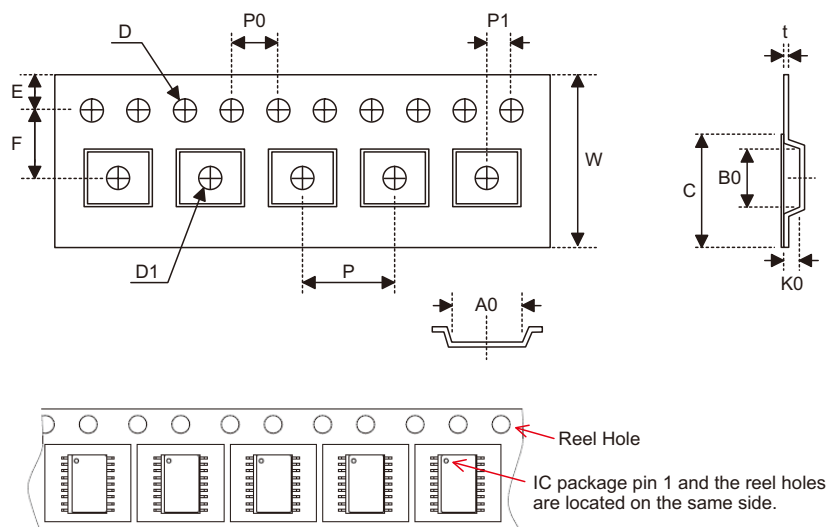 D
P0
P1
t
E
F
W
C
B0
D1
P
K0
A0
Reel Hole
IC package pin 1 and the reel holes
are located on the same side.